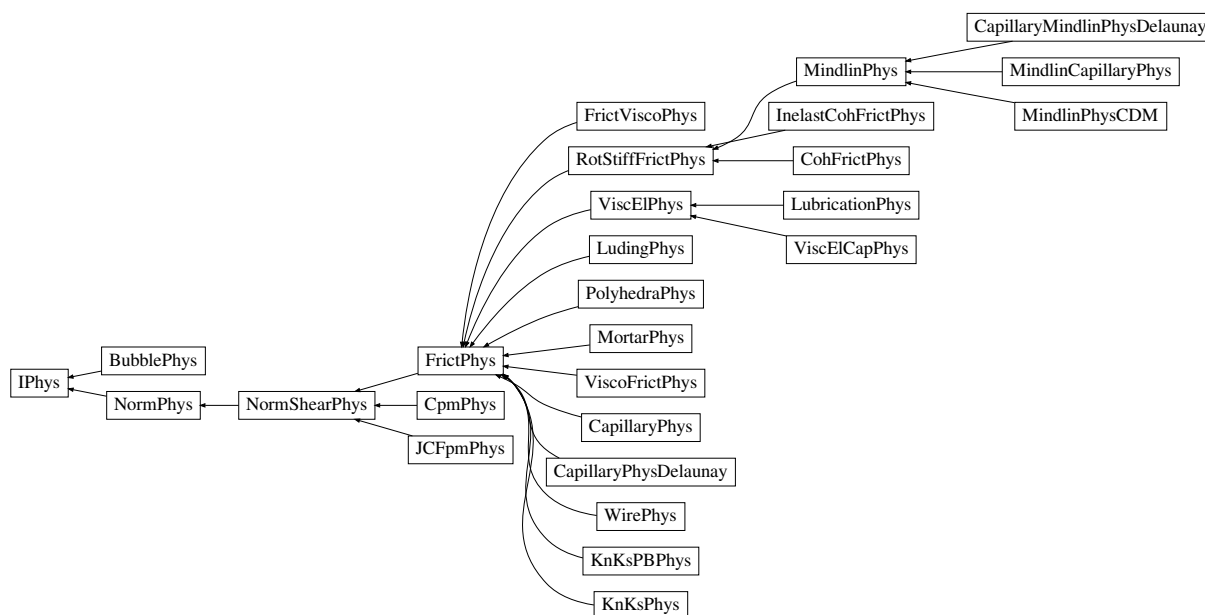 CapillaryMindlinPhysDelaunay
MindlinPhys
MindlinCapillaryPhys
FrictViscoPhys
InelastCohFrictPhys
MindlinPhysCDM
RotStiffFrictPhys
CohFrictPhys
ViscElPhys
LubricationPhys
LudingPhys
ViscElCapPhys
PolyhedraPhys
MortarPhys
BubblePhys
FrictPhys
IPhys
ViscoFrictPhys
NormPhys
NormShearPhys
CpmPhys
CapillaryPhys
JCFpmPhys
CapillaryPhysDelaunay
WirePhys
KnKsPBPhys
KnKsPhys